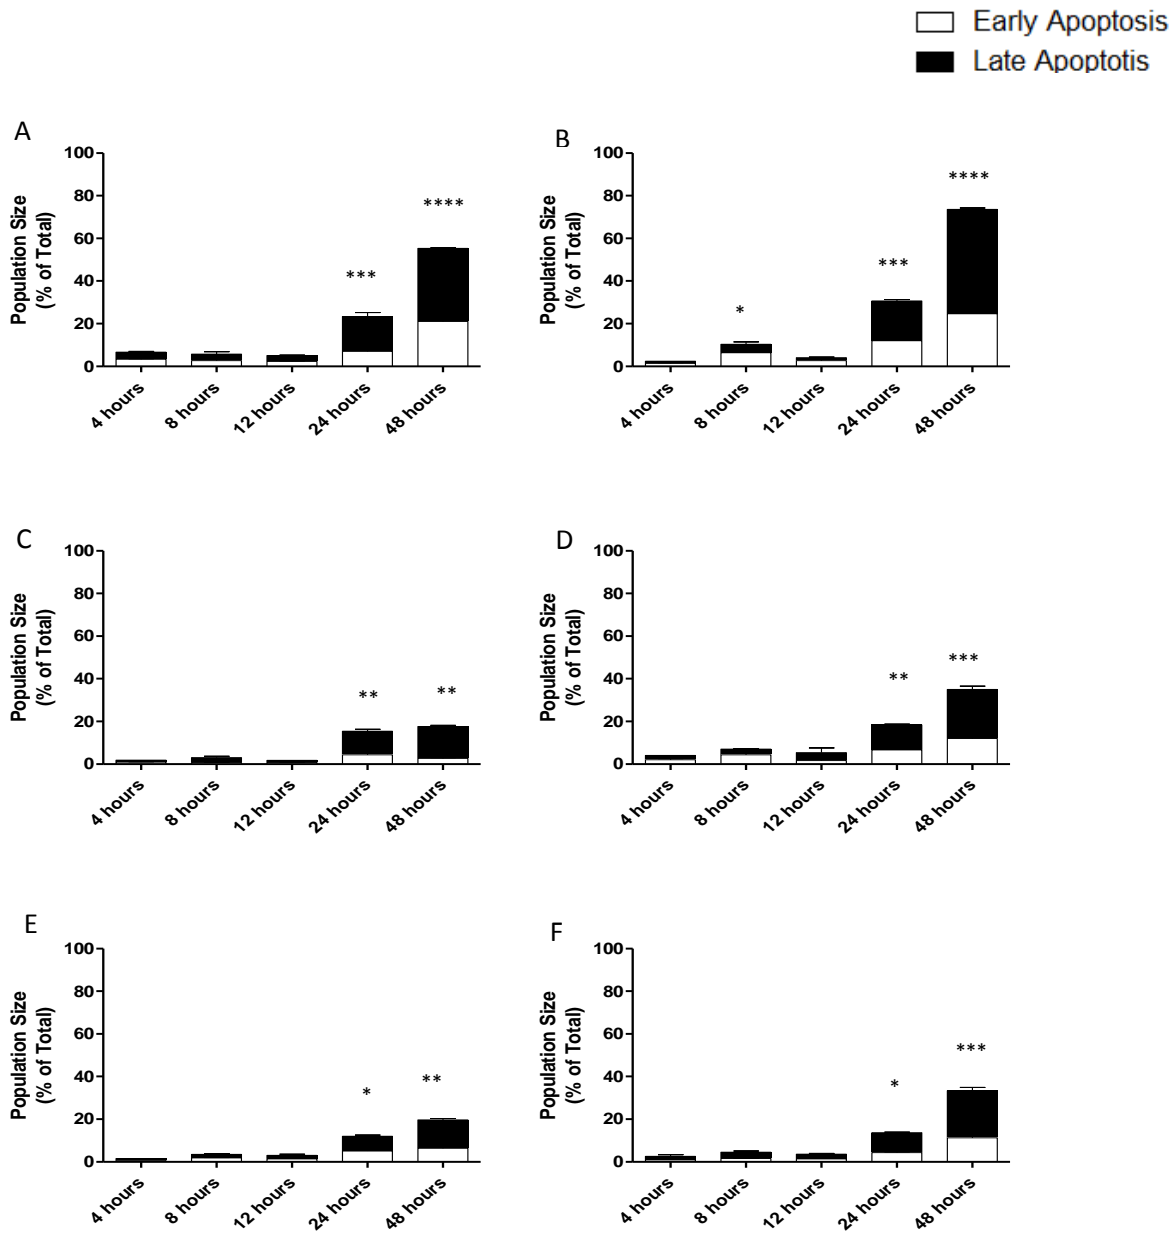 Early Apoptosis
Late Apoptotis
A
B
Population Size
(% of Total)
100
80
60
40
20
0
***
****
4 hours
8 hours
12 hours
24 hours
48 hours
Population Size
(% of Total)
100
80
60
40
20
0
*
***
****
4 hours
8 hours
12 hours
24 hours
48 hours
C
D
Population Size
(% of Total)
100
80
60
40
20
0
**
**
4 hours
8 hours
12 hours
24 hours
48 hours
Population Size
(% of Total)
100
80
60
40
20
0
**
***
4 hours
8 hours
12 hours
24 hours
48 hours
E
F
Population Size
(% of Total)
100
80
60
40
20
0
*
**
4 hours
8 hours
12 hours
24 hours
48 hours
Population Size
(% of Total)
100
80
60
40
20
0
*
***
4 hours
8 hours
12 hours
24 hours
48 hours